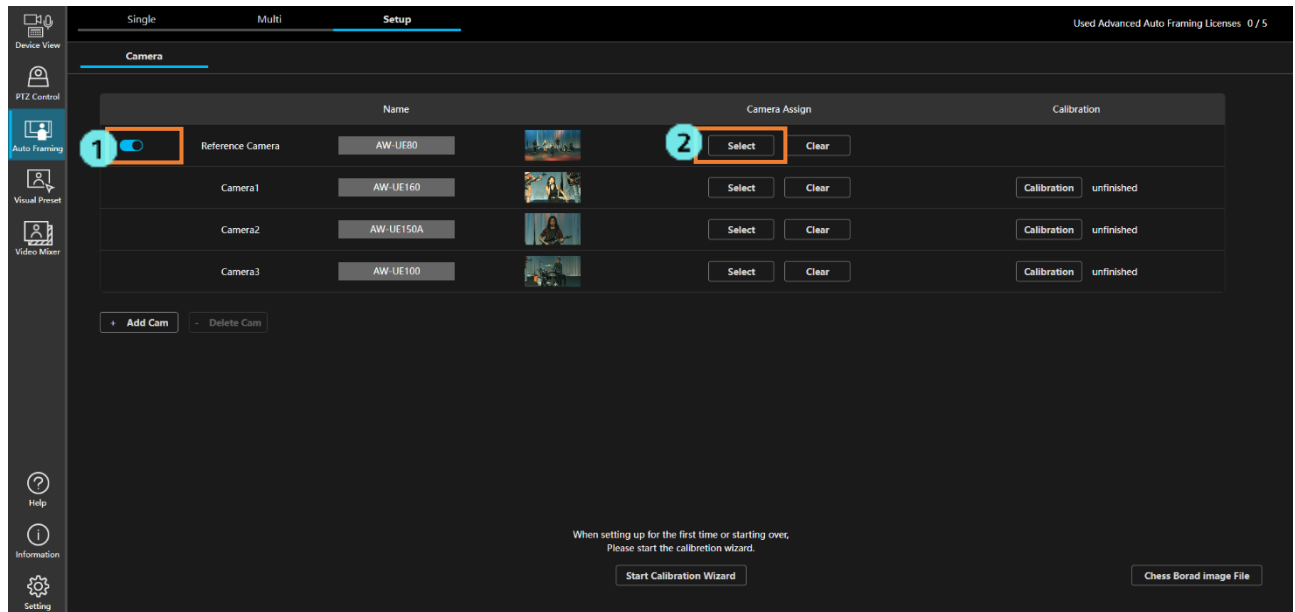 Single Multi Setup Used Advanced Auto Framing Licenses 0 / 5
Device View
Camera
PTZ Control
Name Camera Assign Calibration
Auto Framing
1 Reference Camera AW-UE80 2 Select Clear
Camera1 AW-UE160 Select Clear Calibration unfinished
Visual Preset
Camera2 AW-UE150A Select Clear Calibration unfinished
Video Mixer
Camera3 AW-UE100 Select Clear Calibration unfinished
+ Add Cam - Delete Cam
Help
When setting up for the first time or starting over,
Please start the calibretion wizard.
Information
Start Calibration Wizard Chess Borad image File
Setting